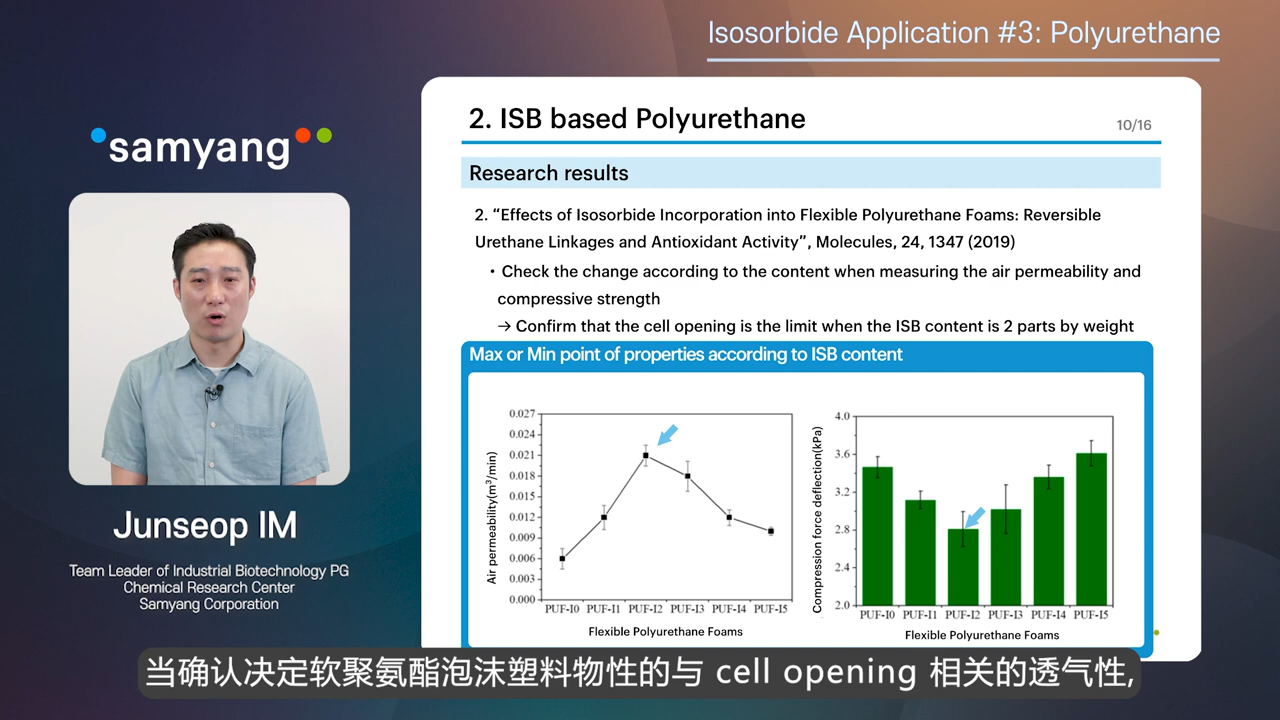 Isosorbide Application #3: Polyurethane
samyang
Junseop IM
Team Leader of Industrial Biotechnology PG
Chemical Research Center
Samyang Corporation
2. ISB based Polyurethane
10/16
Research results
2. “Effects of Isosorbide Incorporation into Flexible Polyurethane Foams: Reversible
Urethane Linkages and Antioxidant Activity”, Molecules, 24, 1347 (2019)
• Check the change according to the content when measuring the air permeability and
compressive strength
→ Confirm that the cell opening is the limit when the ISB content is 2 parts by weight
Max or Min point of properties according to ISB content
Air permeability(m³/min)
0.027
0.024
0.021
0.018
0.015
0.012
0.009
0.006
0.003
0.000
PUF-I0 PUF-I1 PUF-I2 PUF-I3 PUF-I4 PUF-I5
Flexible Polyurethane Foams
Compression force deflection(kPa)
4.0
3.6
3.2
2.8
2.4
2.0
PUF-I0 PUF-I1 PUF-I2 PUF-I3 PUF-I4 PUF-I5
Flexible Polyurethane Foams
当确认决定软聚氨酯泡沫塑料物性的与 cell opening 相关的透气性,